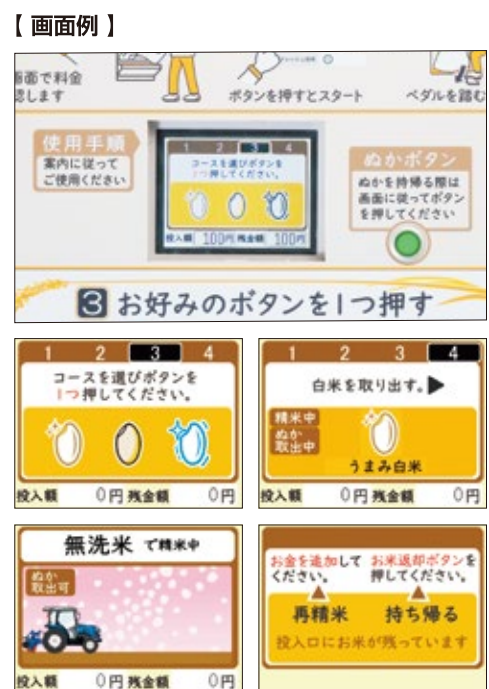 【 画面例 】
画面で料金
認します
ボタンを押すとスタート
ペダルを踏む
使用手順
案内に従って
ご使用ください
1 2 3 4
コースを選びボタンを
1つ押してください。
投入額 100円 残金額 100円
ぬかボタン
ぬかを持帰る際は
画面に従ってボタン
を押してください
3 お好みのボタンを1つ押す
1 2 3 4
コースを選びボタンを
1つ押してください。
投入額 0円 残金額 0円
1 2 3 4
白米を取り出す。▶
精米中
ぬか
取出中
うまみ白米
投入額 0円 残金額 0円
無洗米 で精米中
ぬか
取出可
投入額 0円 残金額 0円
お金を追加して
ください。
お米返却ボタンを
押してください。
再精米
持ち帰る
投入口にお米が残っています